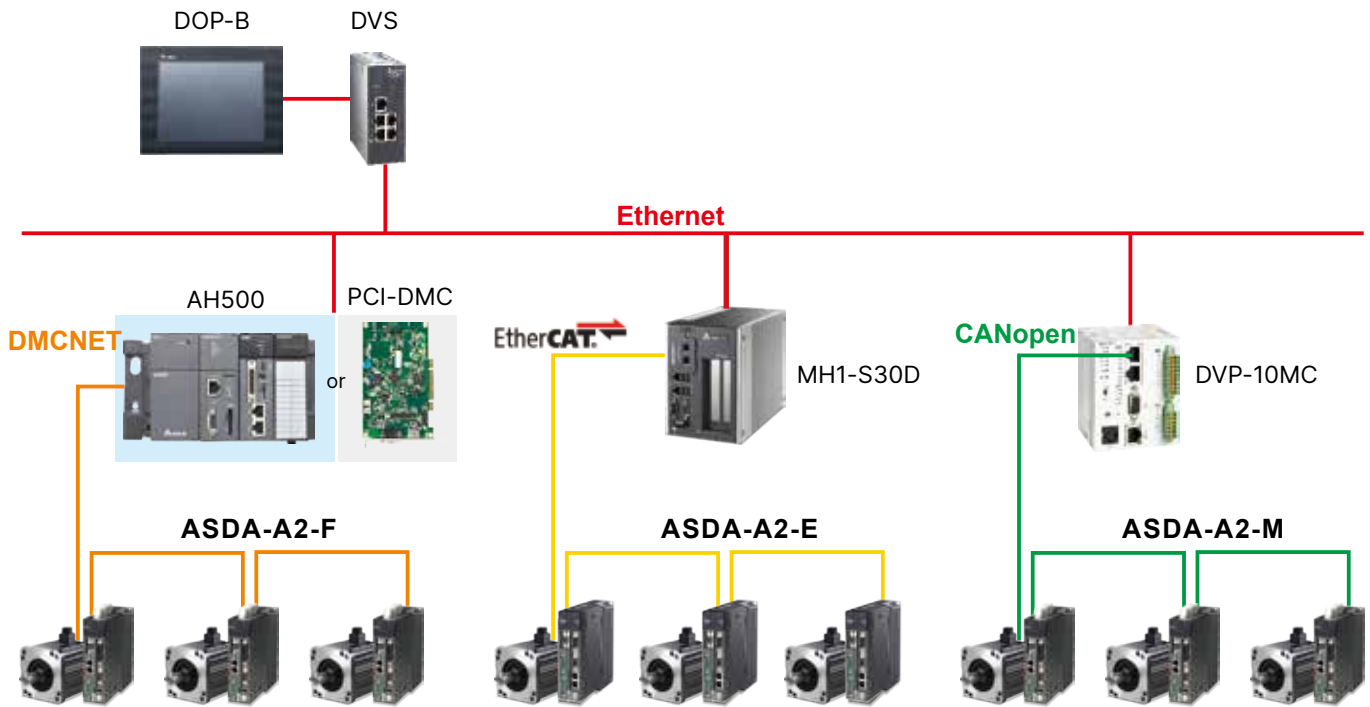 DOP-B
DVS
Ethernet
AH500
PCI-DMC
DMCNET
or
EtherCAT.
MH1-S30D
CANopen
DVP-10MC
ASDA-A2-F
ASDA-A2-E
ASDA-A2-M